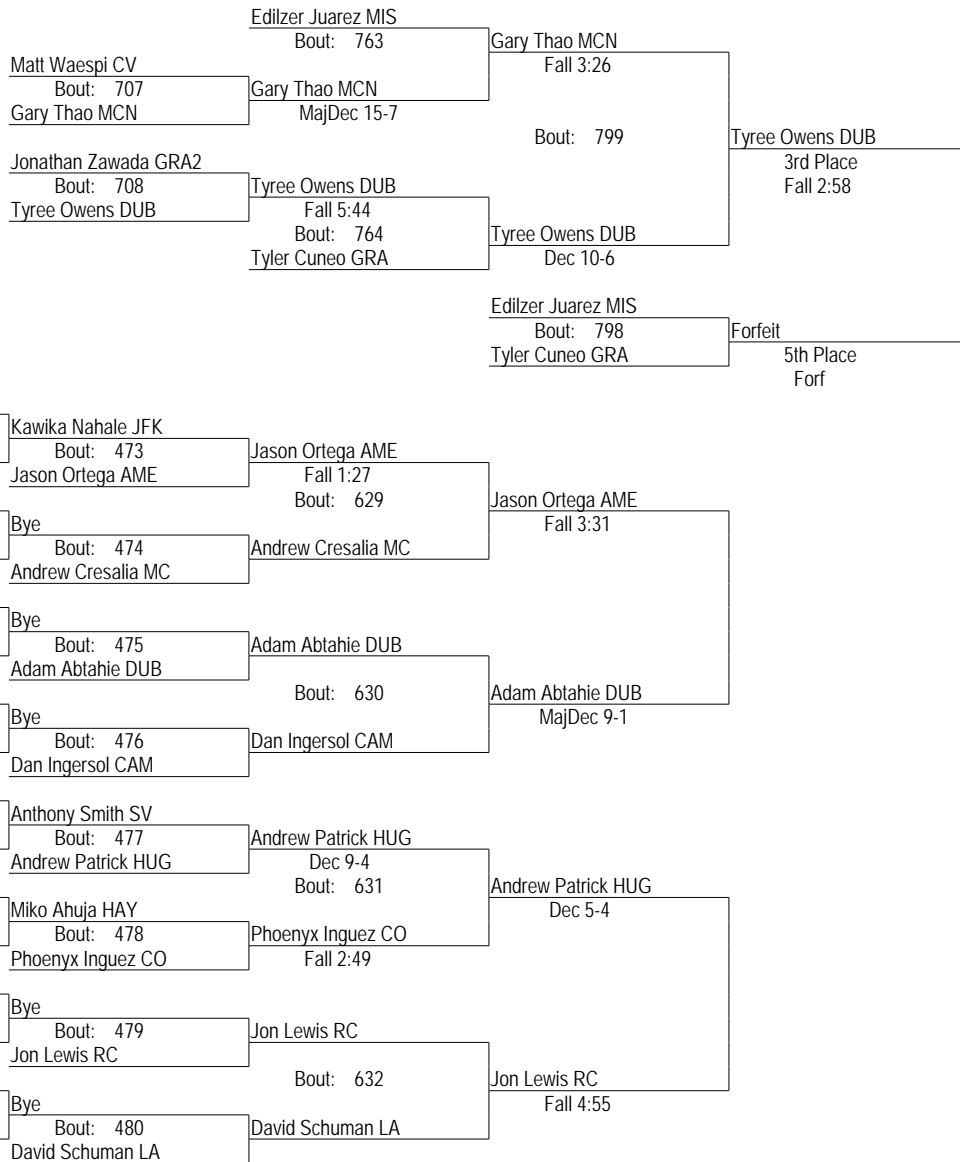 Edilzer Juarez MIS
Bout: 763
Gary Thao MCN
Fall 3:26
Matt Waespi CV
Bout: 707
Gary Thao MCN
Gary Thao MCN
MajDec 15-7
Bout: 799
Tyree Owens DUB
3rd Place
Fall 2:58
Jonathan Zawada GRA2
Bout: 708
Tyree Owens DUB
Tyree Owens DUB
Fall 5:44
Bout: 764
Tyler Cuneo GRA
Tyree Owens DUB
Dec 10-6
Edilzer Juarez MIS
Bout: 798
Tyler Cuneo GRA
Forfeit
5th Place
Forf
Kawika Nahale JFK
Bout: 473
Jason Ortega AME
Jason Ortega AME
Fall 1:27
Bout: 629
Jason Ortega AME
Fall 3:31
Bye
Bout: 474
Andrew Cresalia MC
Andrew Cresalia MC
Bye
Bout: 475
Adam Abtahie DUB
Adam Abtahie DUB
Bout: 630
Adam Abtahie DUB
MajDec 9-1
Bye
Bout: 476
Dan Ingersol CAM
Dan Ingersol CAM
Anthony Smith SV
Bout: 477
Andrew Patrick HUG
Andrew Patrick HUG
Dec 9-4
Bout: 631
Andrew Patrick HUG
Dec 5-4
Miko Ahuja HAY
Bout: 478
Phoenyx Inguez CO
Phoenyx Inguez CO
Fall 2:49
Bye
Bout: 479
Jon Lewis RC
Jon Lewis RC
Bout: 632
Jon Lewis RC
Fall 4:55
Bye
Bout: 480
David Schuman LA
David Schuman LA